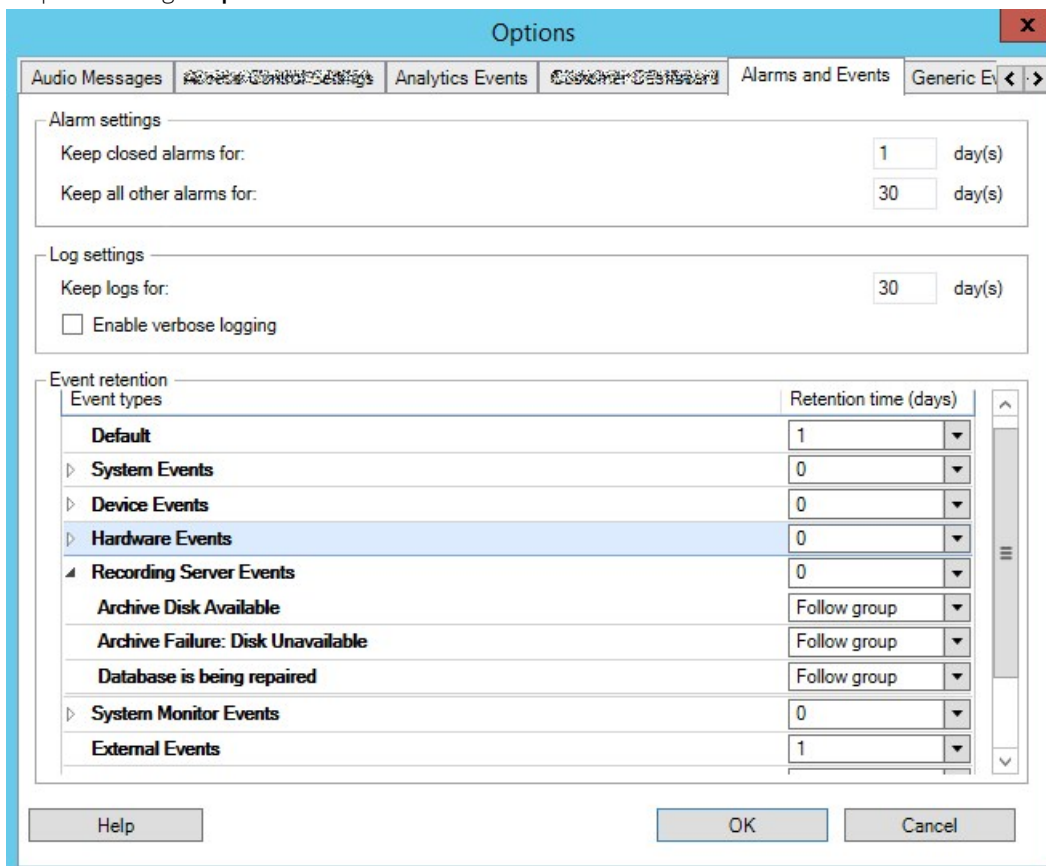 Options
x
Audio Messages Analytics Events Alarms and Events Generic Ev
Alarm settings
Keep closed alarms for: 1 day(s)
Keep all other alarms for: 30 day(s)
Log settings
Keep logs for: 30 day(s)
Enable verbose logging
Event retention
Event types Retention time (days)
Default 1
System Events 0
Device Events 0
Hardware Events 0
Recording Server Events 0
Archive Disk Available Follow group
Archive Failure: Disk Unavailable Follow group
Database is being repaired Follow group
System Monitor Events 0
External Events 1
Help OK Cancel